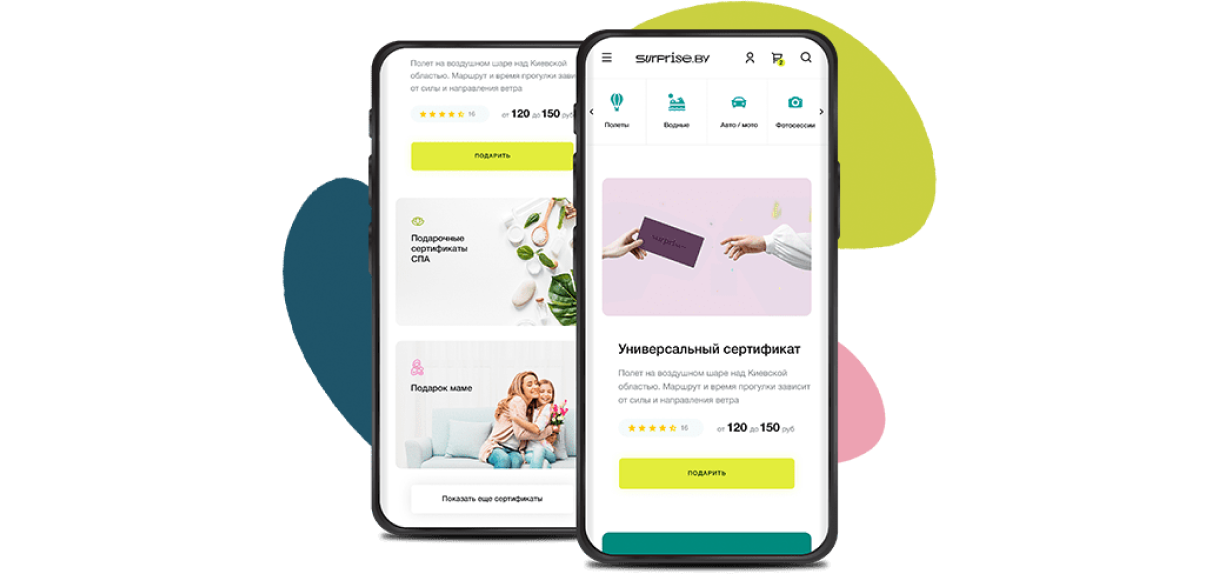 Полет на воздушном шаре над Киевской
областью. Маршрут и время прогулки зависит
от силы и направления ветра
16 от 120 до 150 руб
ПОДАРИТЬ
Подарочные
сертификаты
СПА
Подарок маме
Показать еще сертификаты
surprise.by
2
Полеты Водные Авто / мото Фотосессии
surprise
Универсальный сертификат
Полет на воздушном шаре над Киевской
областью. Маршрут и время прогулки зависит
от силы и направления ветра
16 от 120 до 150 руб
ПОДАРИТЬ